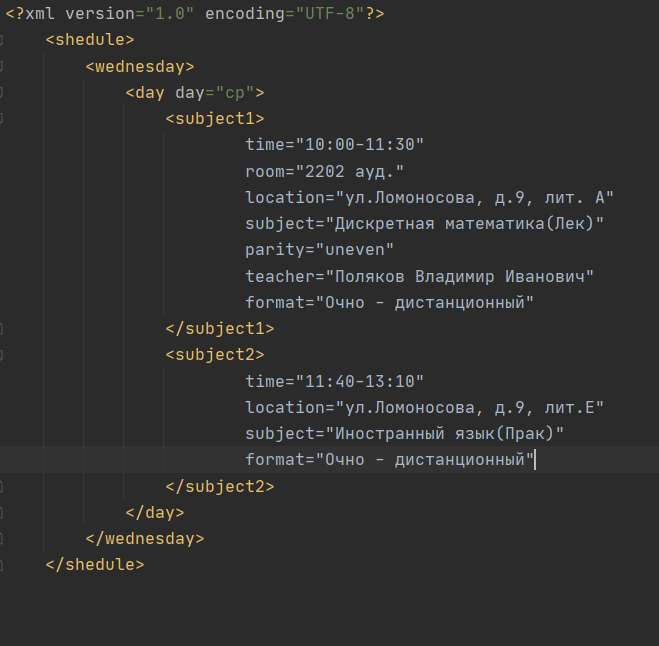 <?xml version="1.0" encoding="UTF-8"?>
<shedule>
<wednesday>
<day day="ср">
<subject1>
time="10:00-11:30"
room="2202 ауд."
location="ул.Ломоносова, д.9, лит. А"
subject="Дискретная математика(Лек)"
parity="uneven"
teacher="Поляков Владимир Иванович"
format="Очно - дистанционный"
</subject1>
<subject2>
time="11:40-13:10"
location="ул.Ломоносова, д.9, лит.Е"
subject="Иностранный язык(Прак)"
format="Очно - дистанционный"
</subject2>
</day>
</wednesday>
</shedule>